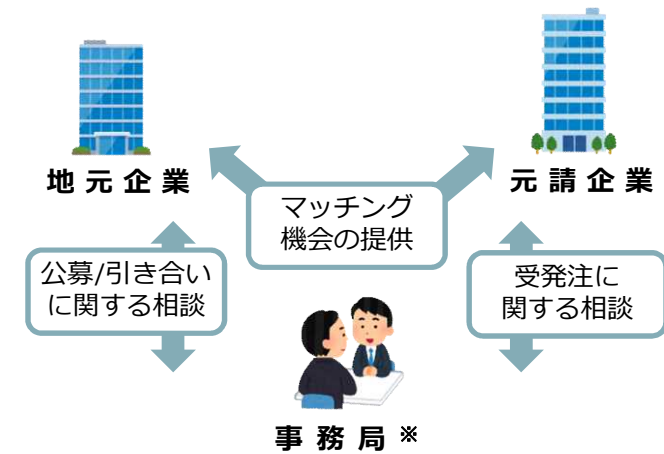 地元企業
元請企業
マッチング
機会の提供
公募/引き合い
に関する相談
受発注に
関する相談
事務局※